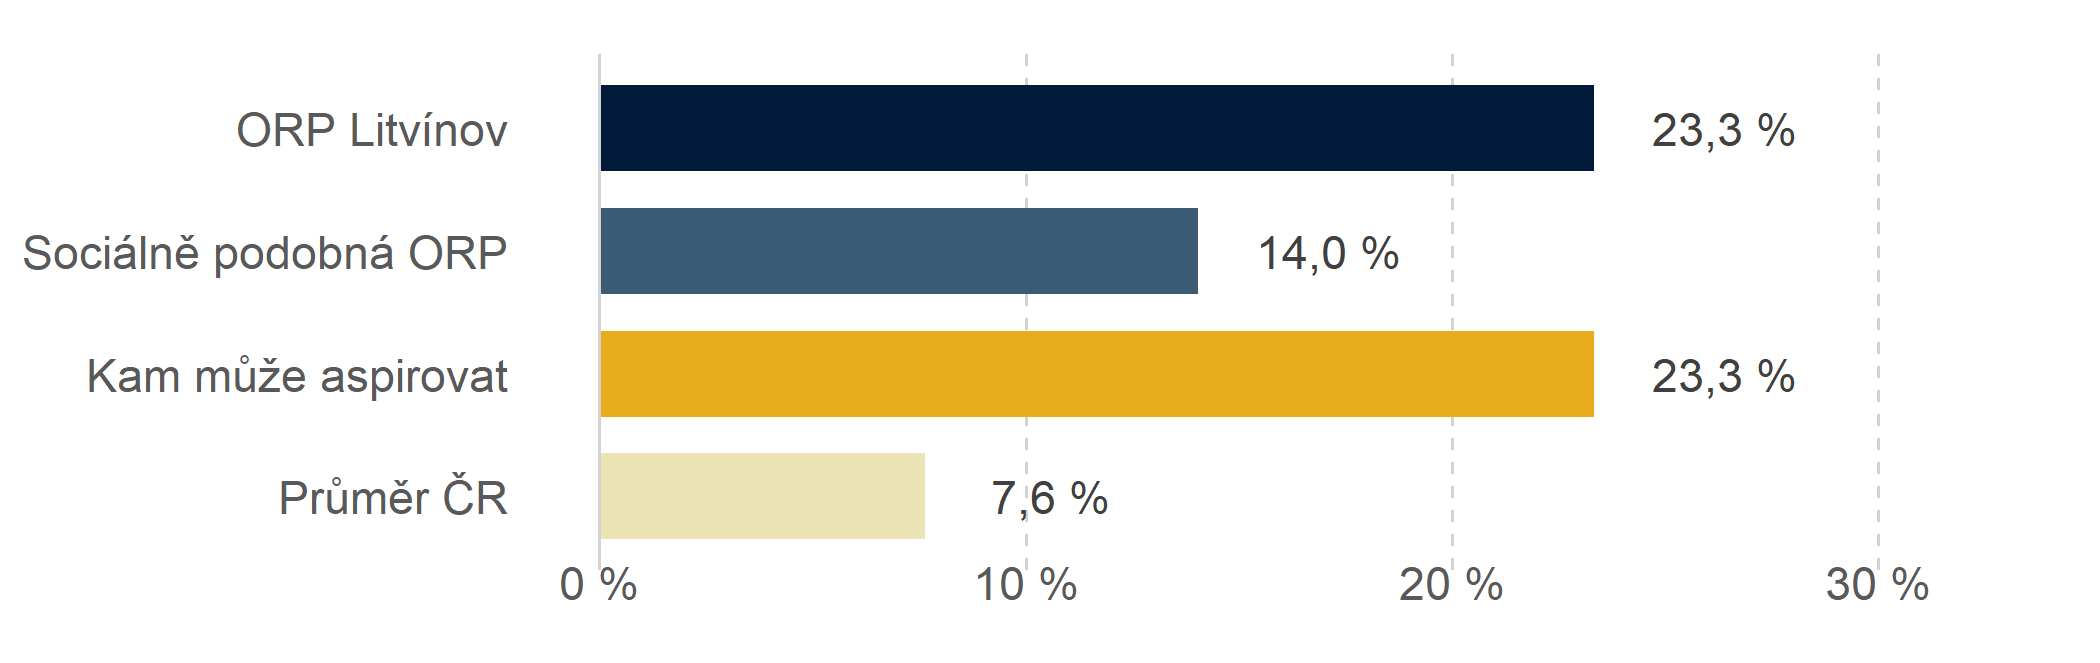 ORP Litvínov
23,3 %
Sociálně podobná ORP
14,0 %
Kam může aspirovat
23,3 %
Průměr ČR
7,6 %
0 %
10 %
20 %
30 %